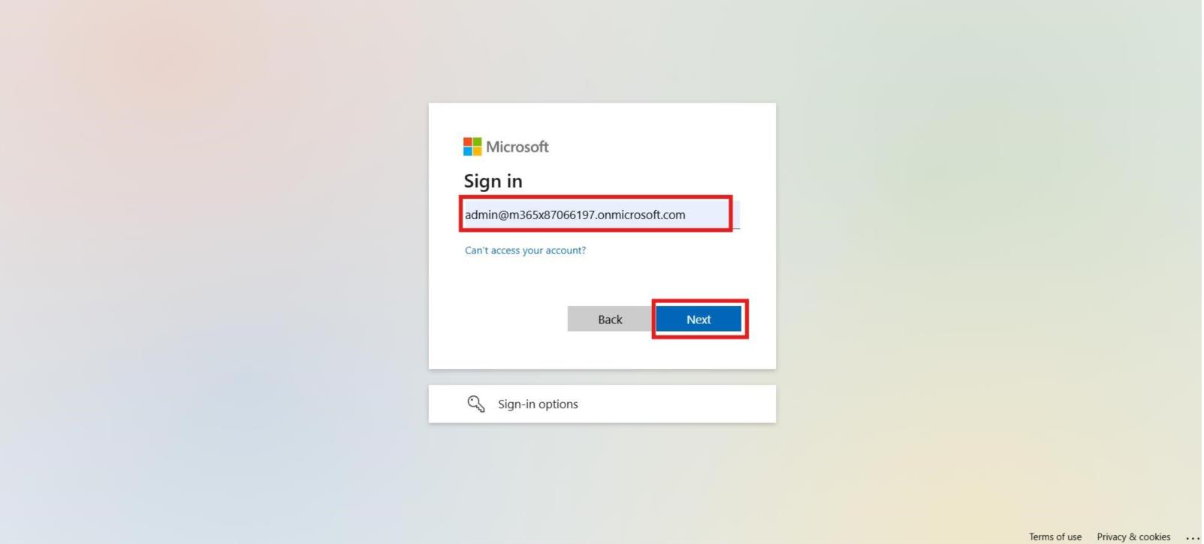 Microsoft
Sign in
admin@m365x87066197.onmicrosoft.com
Can't access your account?
Back
Next
Sign-in options
Terms of use
Privacy & cookies
...